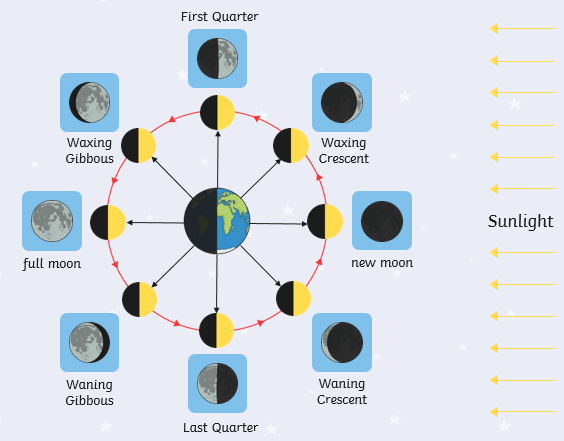 First Quarter
Waxing
Gibbous
Waxing
Crescent
Sunlight
full moon
new moon
Waning
Gibbous
Waning
Crescent
Last Quarter